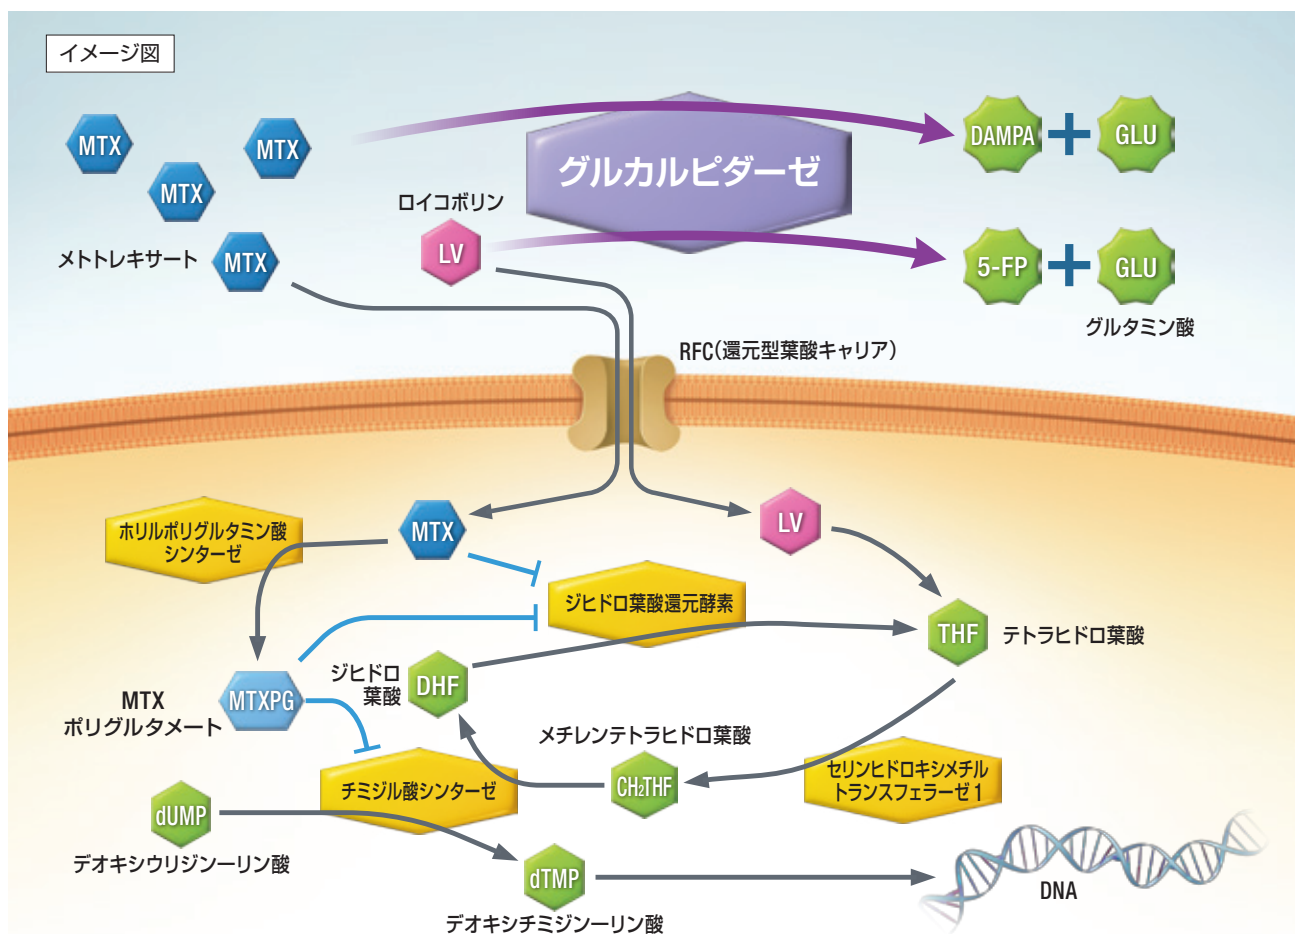 イメージ図
MTX
MTX
MTX
メトトレキサート
MTX
ロイコボリン
LV
グルカルピダーゼ
DAMPA
+
GLU
5-FP
+
GLU
グルタミン酸
RFC(還元型葉酸キャリア)
ホリルポリグルタミン酸
シンターゼ
MTX
LV
ジヒドロ葉酸還元酵素
THF
テトラヒドロ葉酸
ジヒドロ
葉酸
DHF
MTX
ポリグルタメート
MTXPG
メチレンテトラヒドロ葉酸
CH₂THF
セリンヒドロキシメチル
トランスフェラーゼ1
チミジル酸シンターゼ
dUMP
デオキシウリジンーリン酸
dTMP
デオキシチミジンーリン酸
DNA